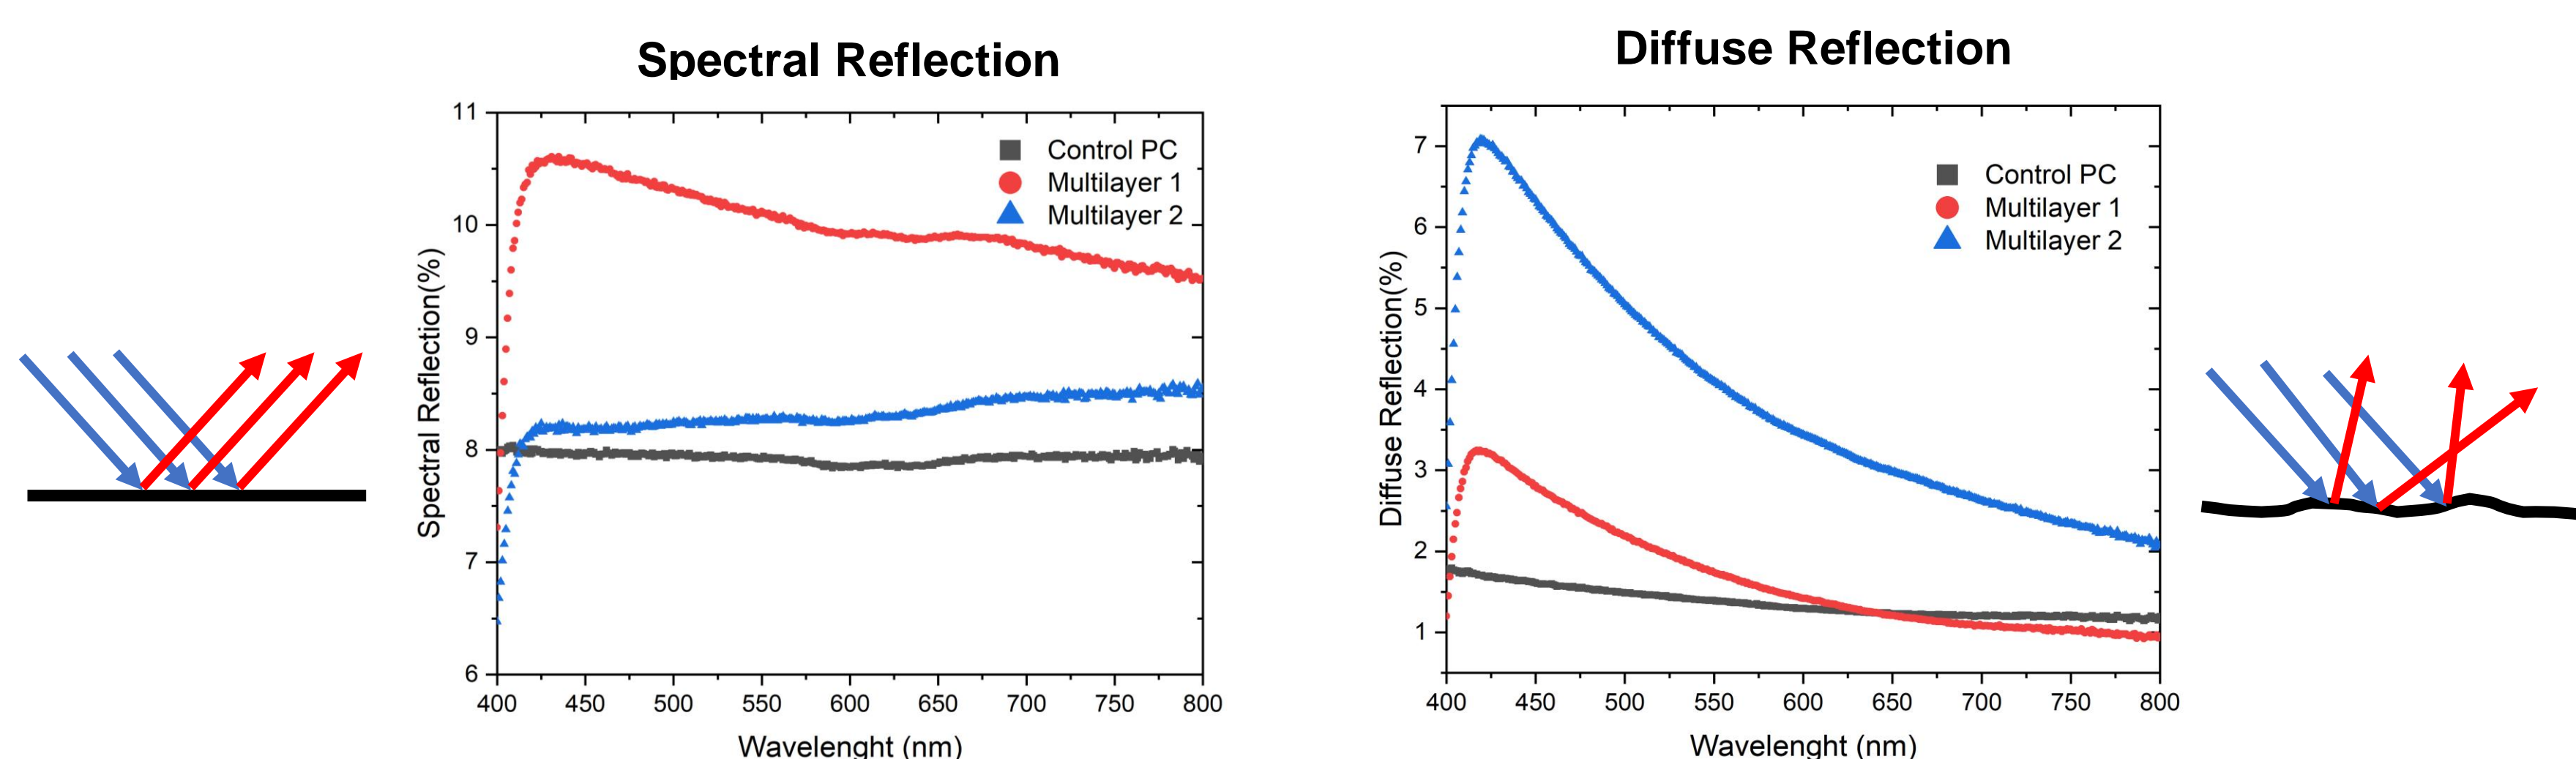 Spectral Reflection
11
10
9
8
7
6
Spectral Reflection(%)
Control PC
Multilayer 1
Multilayer 2
400 450 500 550 600 650 700 750 800
Wavelenght (nm)
Diffuse Reflection
7
6
5
4
3
2
1
Diffuse Reflection(%)
Control PC
Multilayer 1
Multilayer 2
400 450 500 550 600 650 700 750 800
Wavelenght (nm)